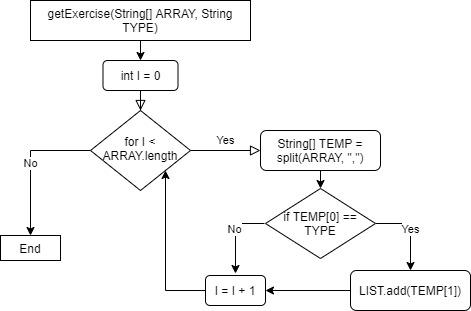 getExercise(String[] ARRAY, String
TYPE)
int I = 0
for I <
ARRAY.length
Yes
No
String[] TEMP =
split(ARRAY, ",")
End
if TEMP[0] ==
TYPE
No
Yes
I = I + 1
LIST.add(TEMP[1])